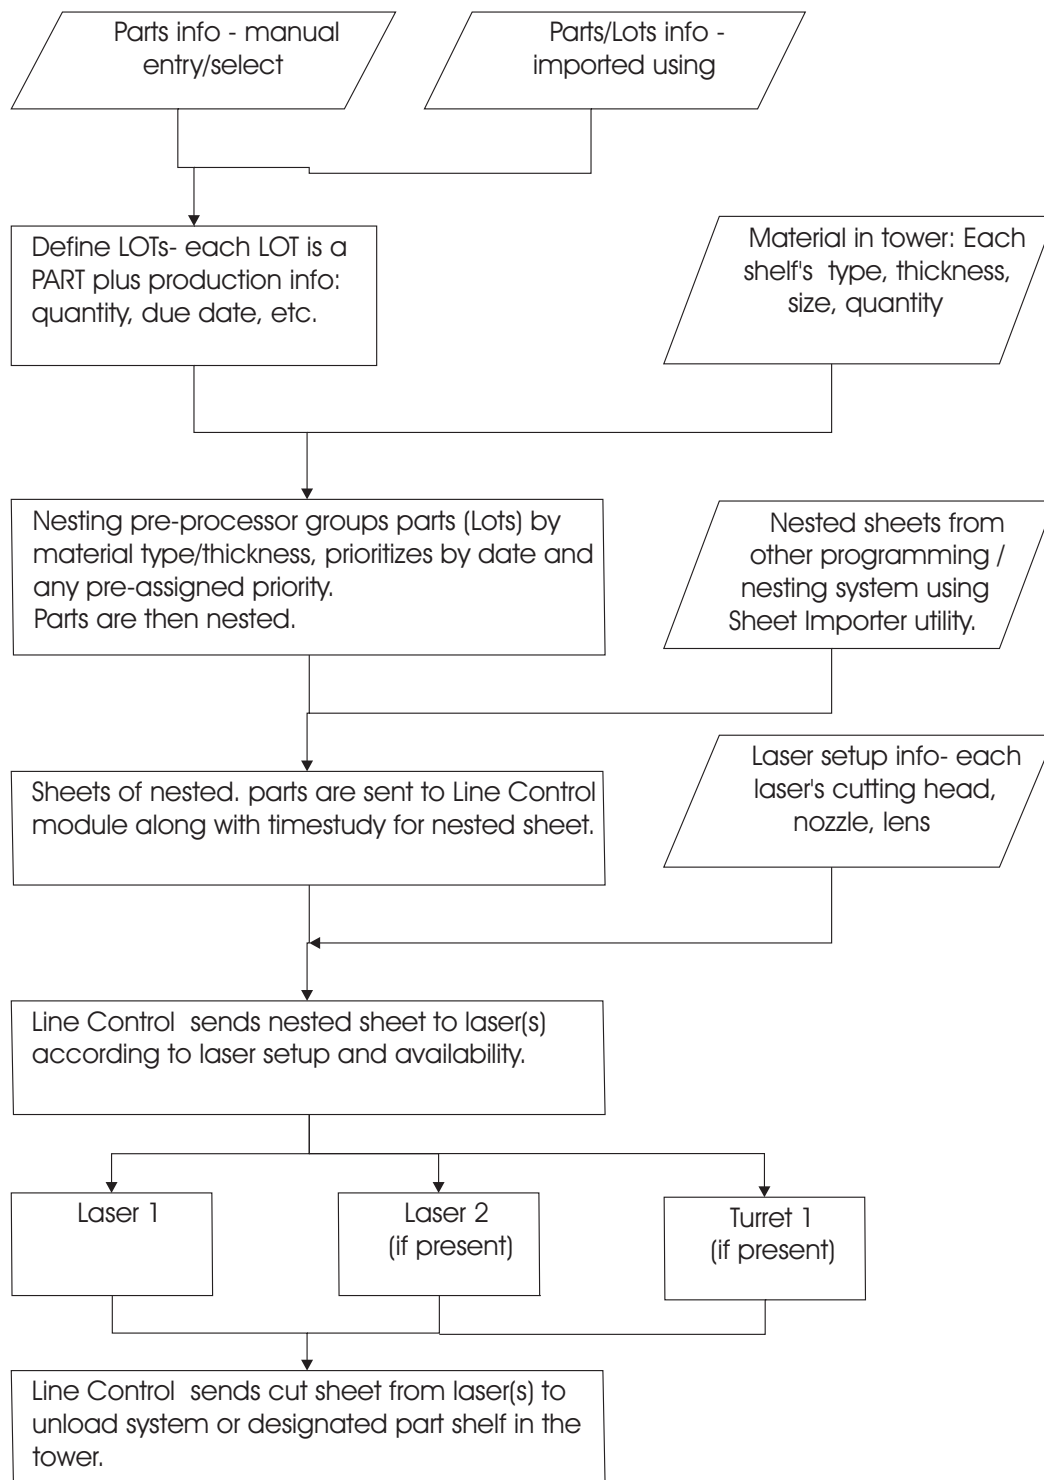 Parts info - manual
entry/select
Parts/Lots info -
imported using
Define LOTs- each LOT is a
PART plus production info:
quantity, due date, etc.
Material in tower: Each
shelf's  type, thickness,
size, quantity
Nesting pre-processor groups parts (Lots) by
material type/thickness, prioritizes by date and
any pre-assigned priority.
Parts are then nested.
Nested sheets from
other programming /
nesting system using
Sheet Importer utility.
Sheets of nested. parts are sent to Line Control
module along with timestudy for nested sheet.
Laser setup info- each
laser's cutting head,
nozzle, lens
Line Control  sends nested sheet to laser(s)
according to laser setup and availability.
Laser 1
Laser 2
(if present)
Turret 1
(if present)
Line Control  sends cut sheet from laser(s) to
unload system or designated part shelf in the
tower.